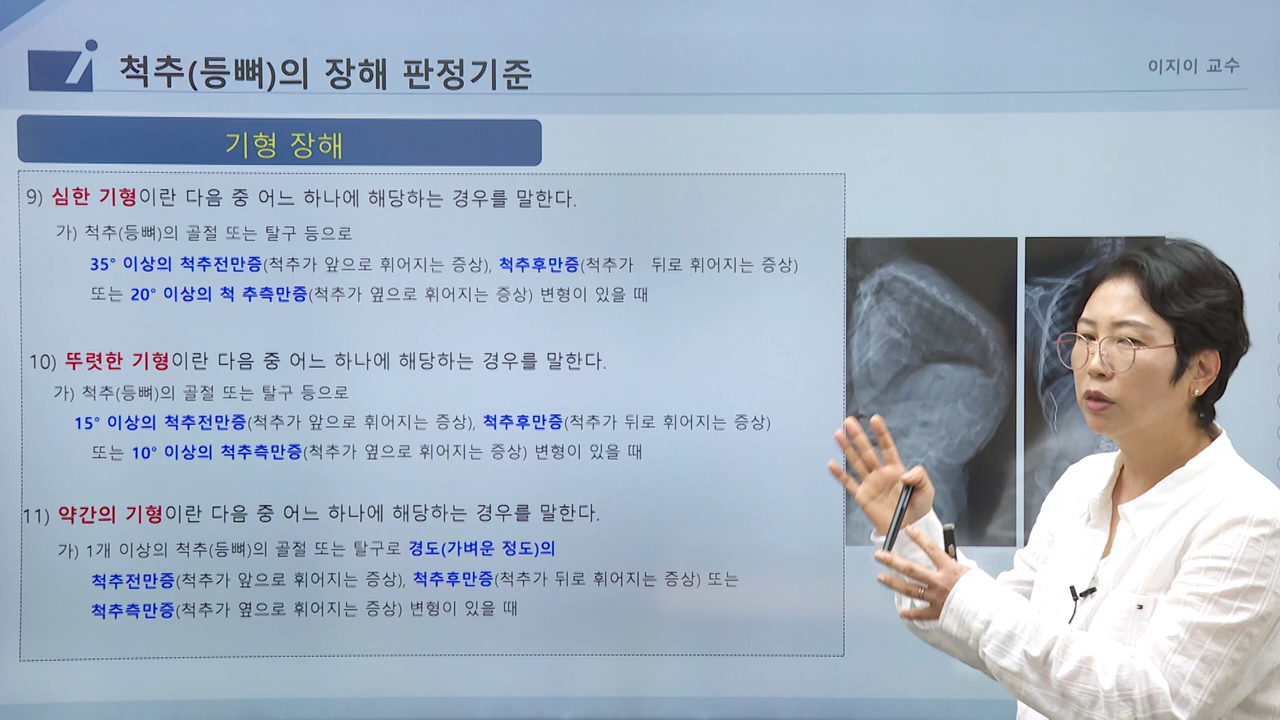 척추(등뼈)의 장해 판정기준
이지이 교수
기형 장해
9) 심한 기형이란 다음 중 어느 하나에 해당하는 경우를 말한다.
가) 척추(등뼈)의 골절 또는 탈구 등으로
35° 이상의 척추전만증(척추가 앞으로 휘어지는 증상), 척추후만증(척추가 뒤로 휘어지는 증상)
또는 20° 이상의 척 추측만증(척추가 옆으로 휘어지는 증상) 변형이 있을 때
10) 뚜렷한 기형이란 다음 중 어느 하나에 해당하는 경우를 말한다.
가) 척추(등뼈)의 골절 또는 탈구 등으로
15° 이상의 척추전만증(척추가 앞으로 휘어지는 증상), 척추후만증(척추가 뒤로 휘어지는 증상)
또는 10° 이상의 척추측만증(척추가 옆으로 휘어지는 증상) 변형이 있을 때
11) 약간의 기형이란 다음 중 어느 하나에 해당하는 경우를 말한다.
가) 1개 이상의 척추(등뼈)의 골절 또는 탈구로 경도(가벼운 정도)의
척추전만증(척추가 앞으로 휘어지는 증상), 척추후만증(척추가 뒤로 휘어지는 증상) 또는
척추측만증(척추가 옆으로 휘어지는 증상) 변형이 있을 때